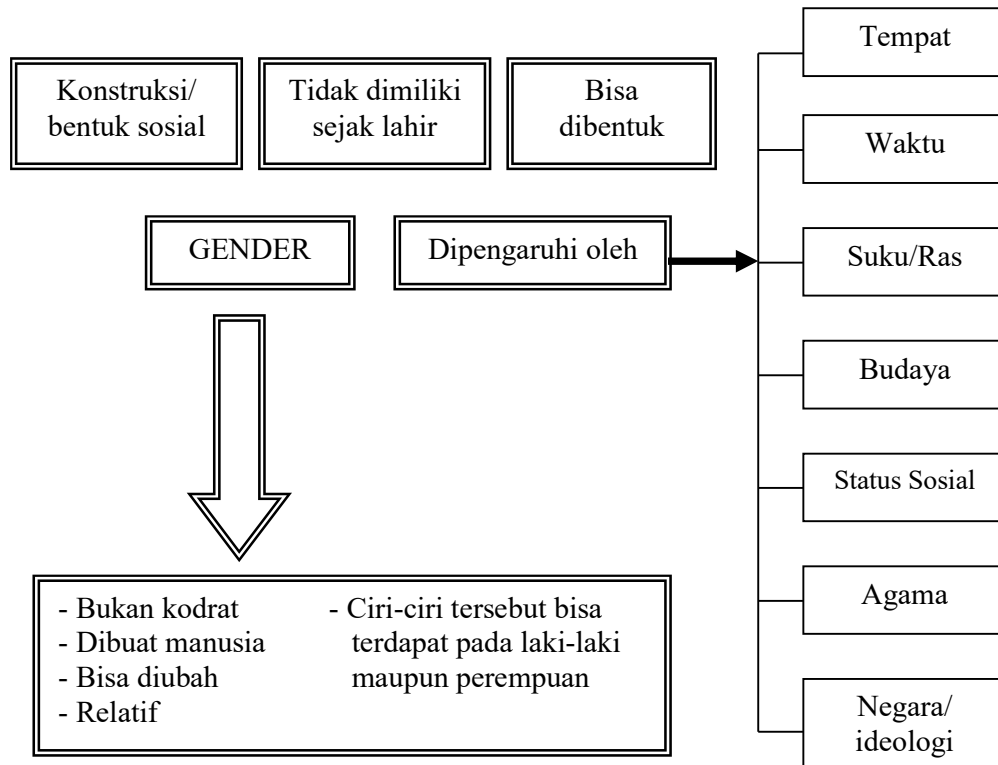 Konstruksi/
bentuk sosial
Tidak dimiliki
sejak lahir
Bisa
dibentuk
GENDER
Dipengaruhi oleh
Tempat
Waktu
Suku/Ras
Budaya
Status Sosial
Agama
Negara/
ideologi
- Bukan kodrat
- Dibuat manusia
- Bisa diubah
- Relatif
- Ciri-ciri tersebut bisa
terdapat pada laki-laki
maupun perempuan